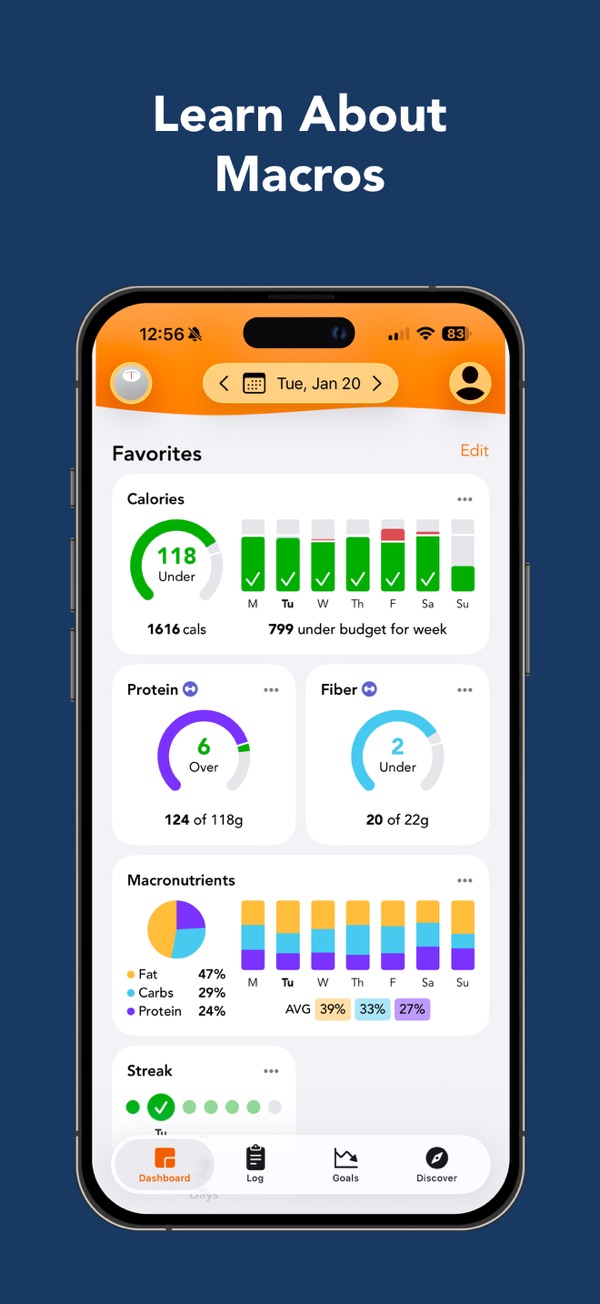 Learn About
Macros
12:56
83
Tue, Jan 20
Favorites
Edit
Calories
118
Under
1616 cals
M Tu W Th F Sa Su
799 under budget for week
Protein
6
Over
124 of 118g
Fiber
2
Under
20 of 22g
Macronutrients
Fat 47%
Carbs 29%
Protein 24%
M Tu W Th F Sa Su
AVG 39% 33% 27%
Streak
Tu
Days
Dashboard
Log
Goals
Discover